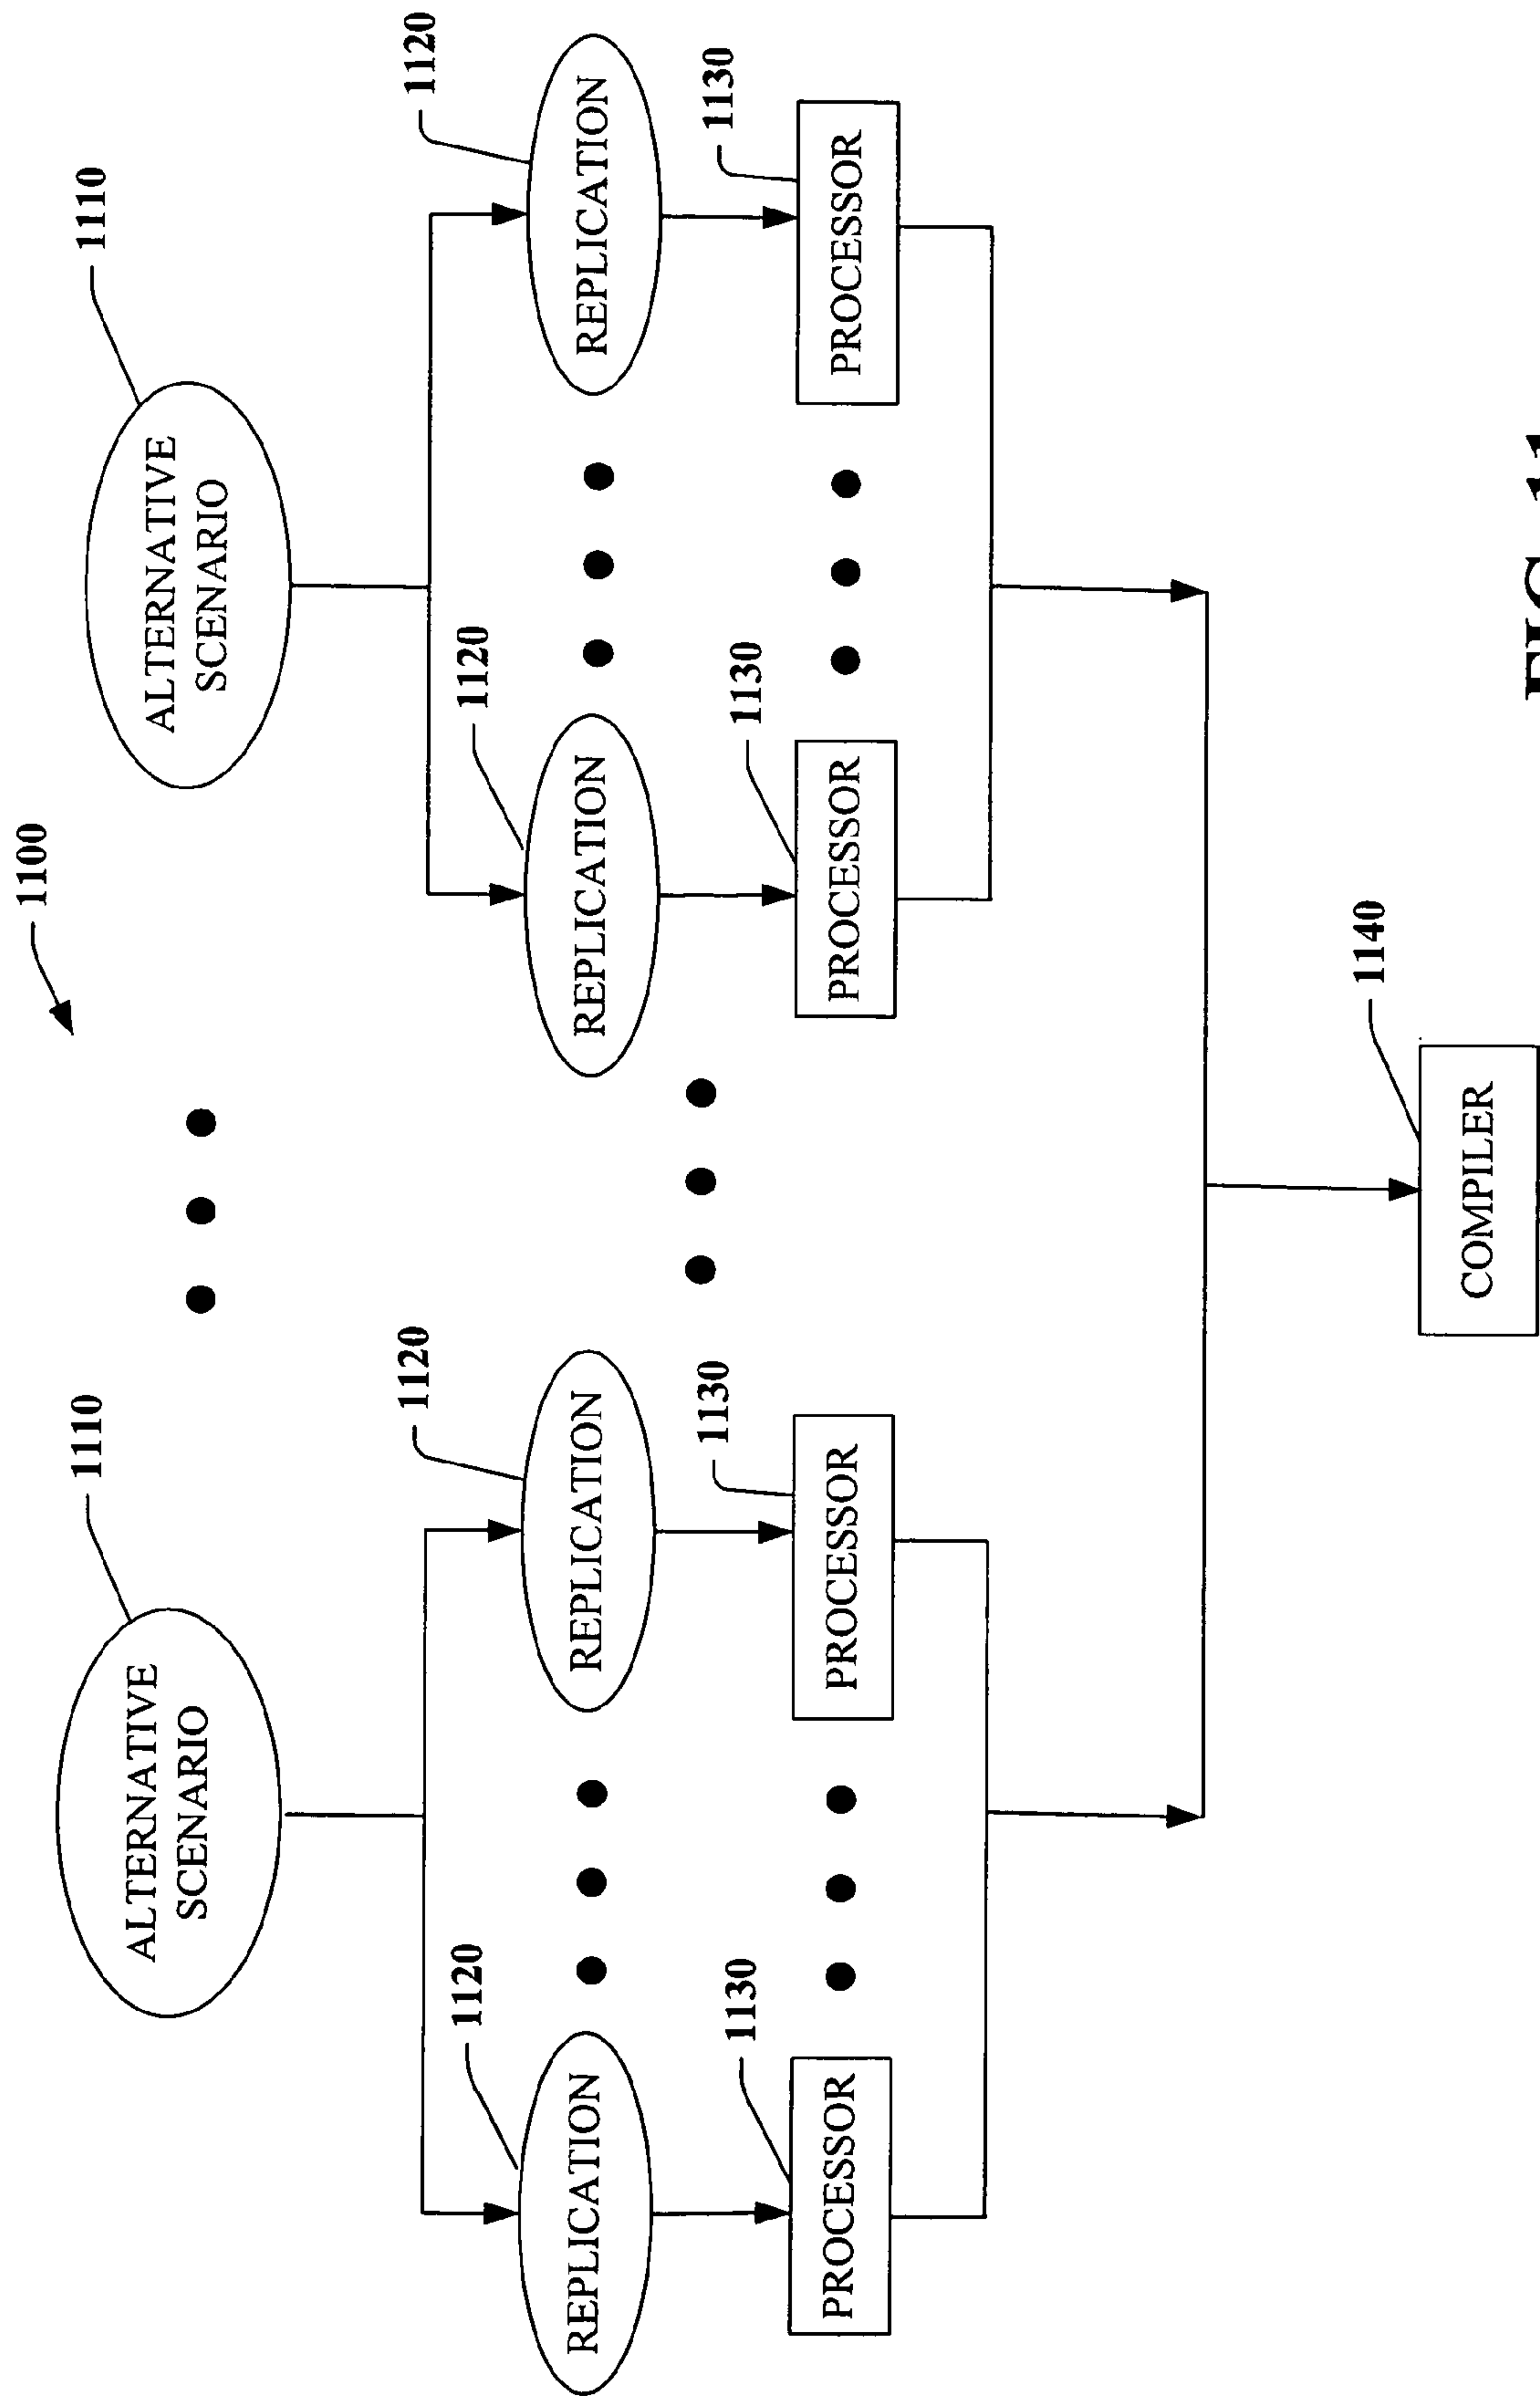 1100
1110
1110
ALTERNATIVE
SCENARIO
ALTERNATIVE
SCENARIO
1120
1120
1120
1120
REPLICATION
REPLICATION
REPLICATION
REPLICATION
1130
1130
1130
1130
PROCESSOR
PROCESSOR
PROCESSOR
PROCESSOR
1140
COMPILER